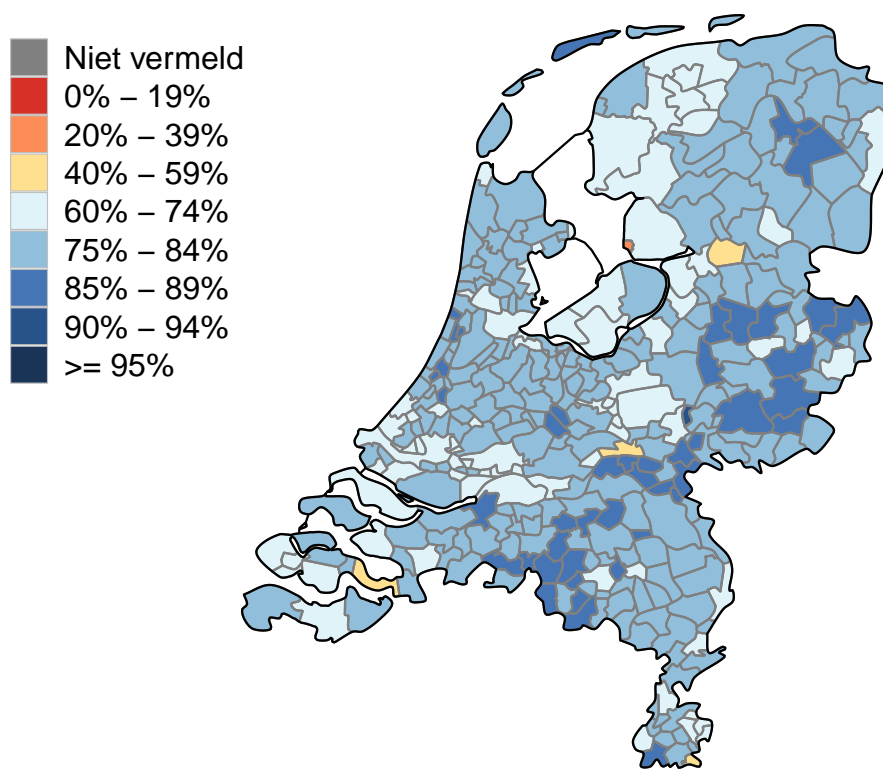 Niet vermeld
0% – 19%
20% – 39%
40% – 59%
60% – 74%
75% – 84%
85% – 89%
90% – 94%
>= 95%